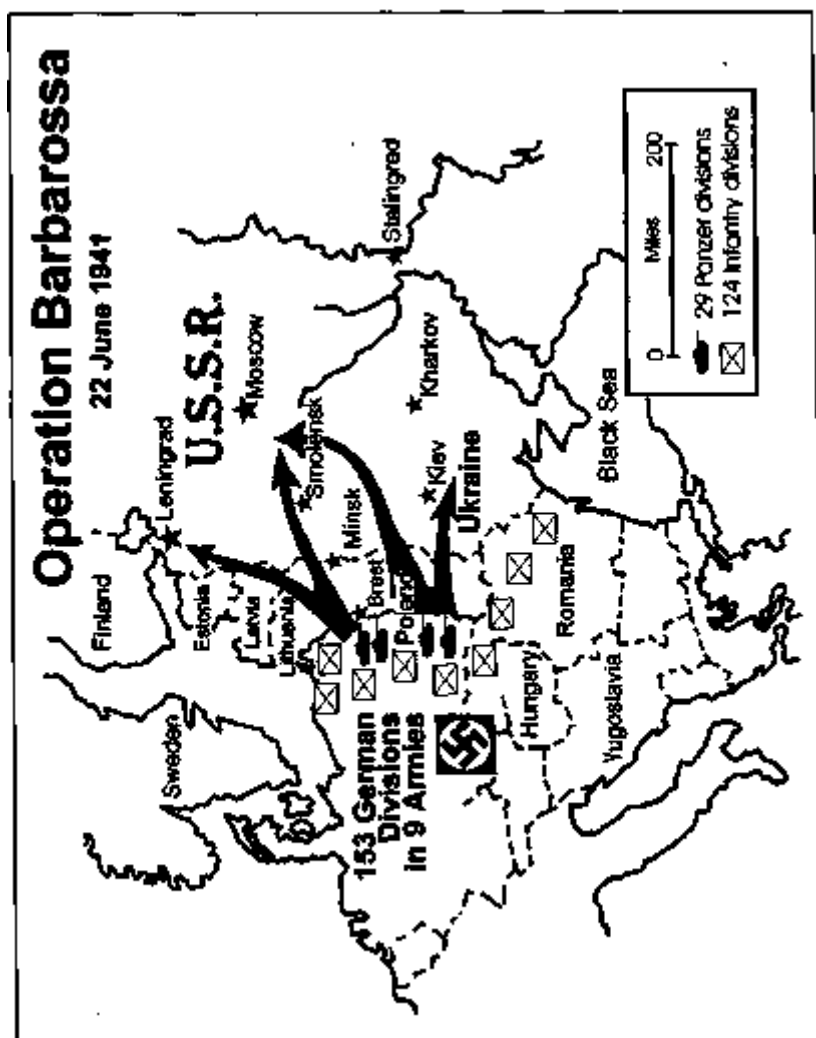 Operation Barbarossa
22 June 1941
Finland
Leningrad
Sweden
Estonia
Latvia
Lithuania
U.S.S.R.
Moscow
Smolensk
Minsk
Brest
Poland
153 German
Divisions
in 9 Armies
Kiev
Kharkov
Stalingrad
Ukraine
Hungary
Romania
Yugoslavia
Black Sea
0 Miles 200
29 Panzer divisions
124 Infantry divisions